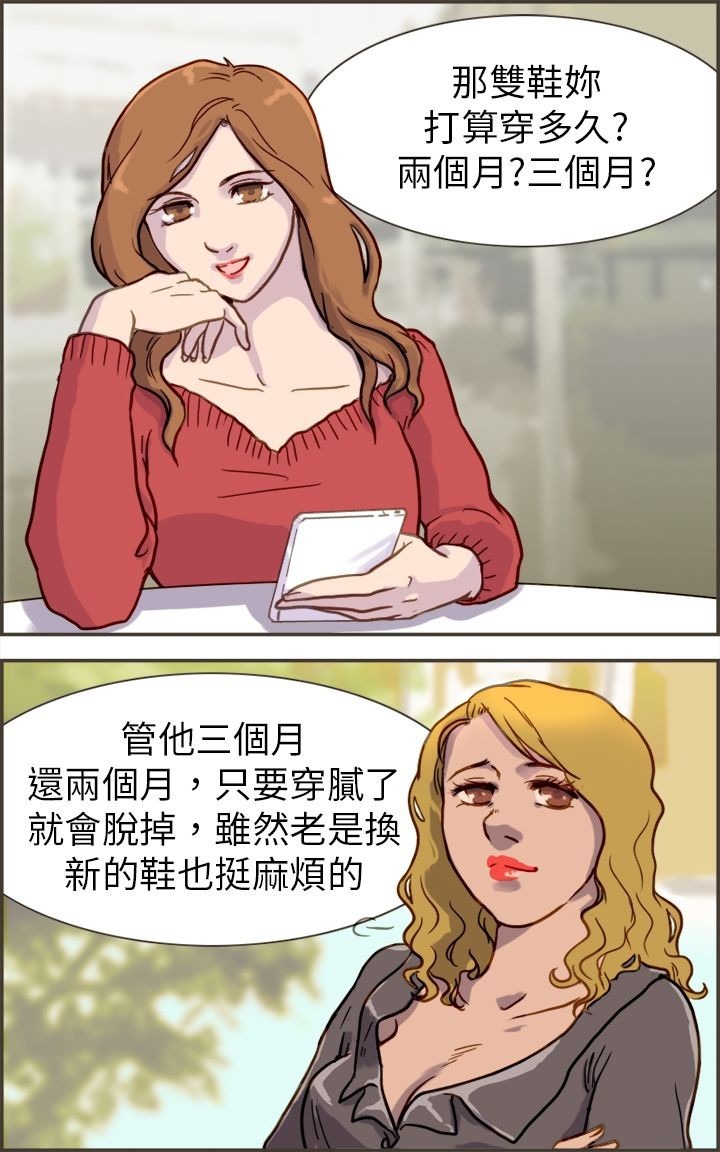 那雙鞋妳
打算穿多久?
兩個月?三個月?
管他三個月
還兩個月，只要穿膩了
就會脫掉，雖然老是換
新的鞋也挺麻煩的